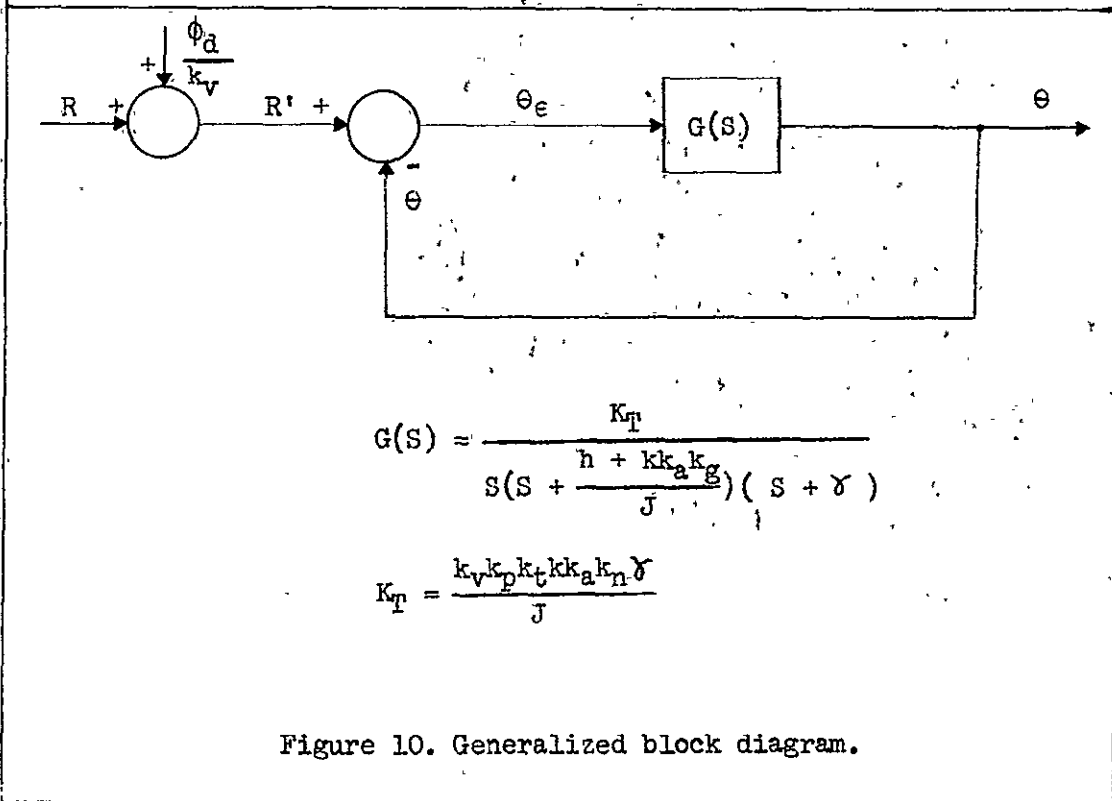 ϕd
+
kv
R + R' + θϵ G(S) θ
-
θ
KT
G(S) = 
h + kkakg
S(S + )( S + γ )
J
kvkpktkkaknγ
KT = 
J
Figure 10. Generalized block diagram.